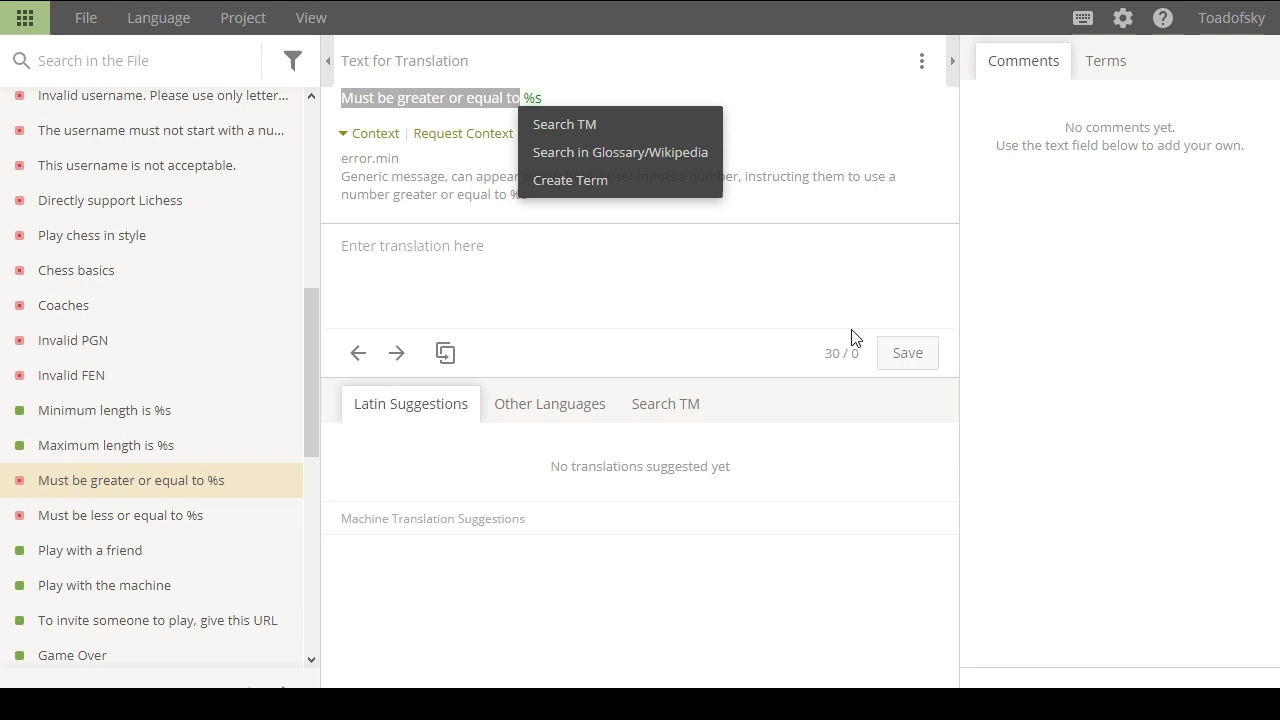 File Language Project View Toadofsky
Search in the File
Invalid username. Please use only letter...
The username must not start with a nu...
This username is not acceptable.
Directly support Lichess
Play chess in style
Chess basics
Coaches
Invalid PGN
Invalid FEN
Minimum length is %s
Maximum length is %s
Must be greater or equal to %s
Must be less or equal to %s
Play with a friend
Play with the machine
To invite someone to play, give this URL
Game Over
Text for Translation
Must be greater or equal to %s
Context | Request Context
error.min
Generic message, can appear user inputs a number, instructing them to use a
number greater or equal to %s
Search TM
Search in Glossary/Wikipedia
Create Term
Enter translation here
30 / 0 Save
Latin Suggestions Other Languages Search TM
No translations suggested yet
Machine Translation Suggestions
Comments Terms
No comments yet.
Use the text field below to add your own.